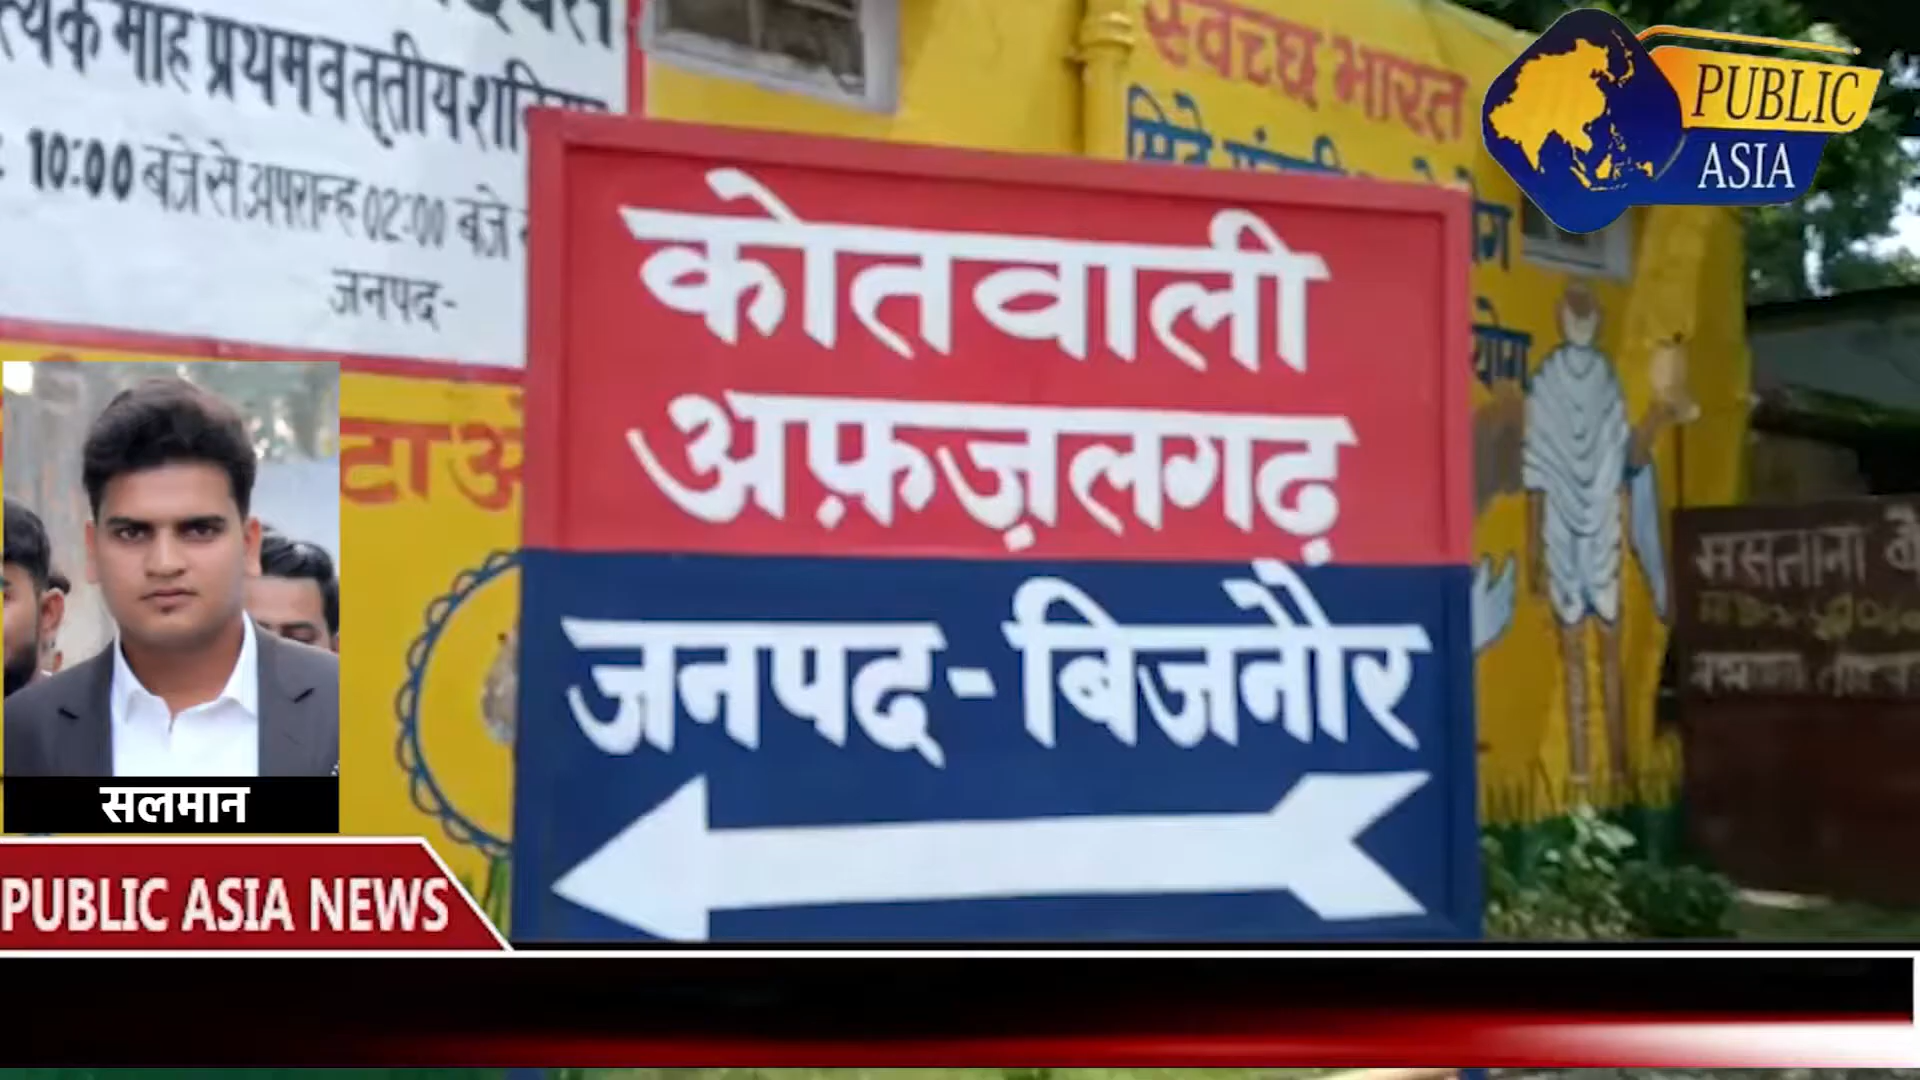 माह प्रथम व तृतीय
10:00 बजे से अपरान्ह 02:00 बजे
जनपद-
स्वच्छ भारत
PUBLIC
ASIA
कोतवाली
अफ़ज़लगढ़
जनपद-बिजनौर
योग
मसताना
सलमान
PUBLIC ASIA NEWS